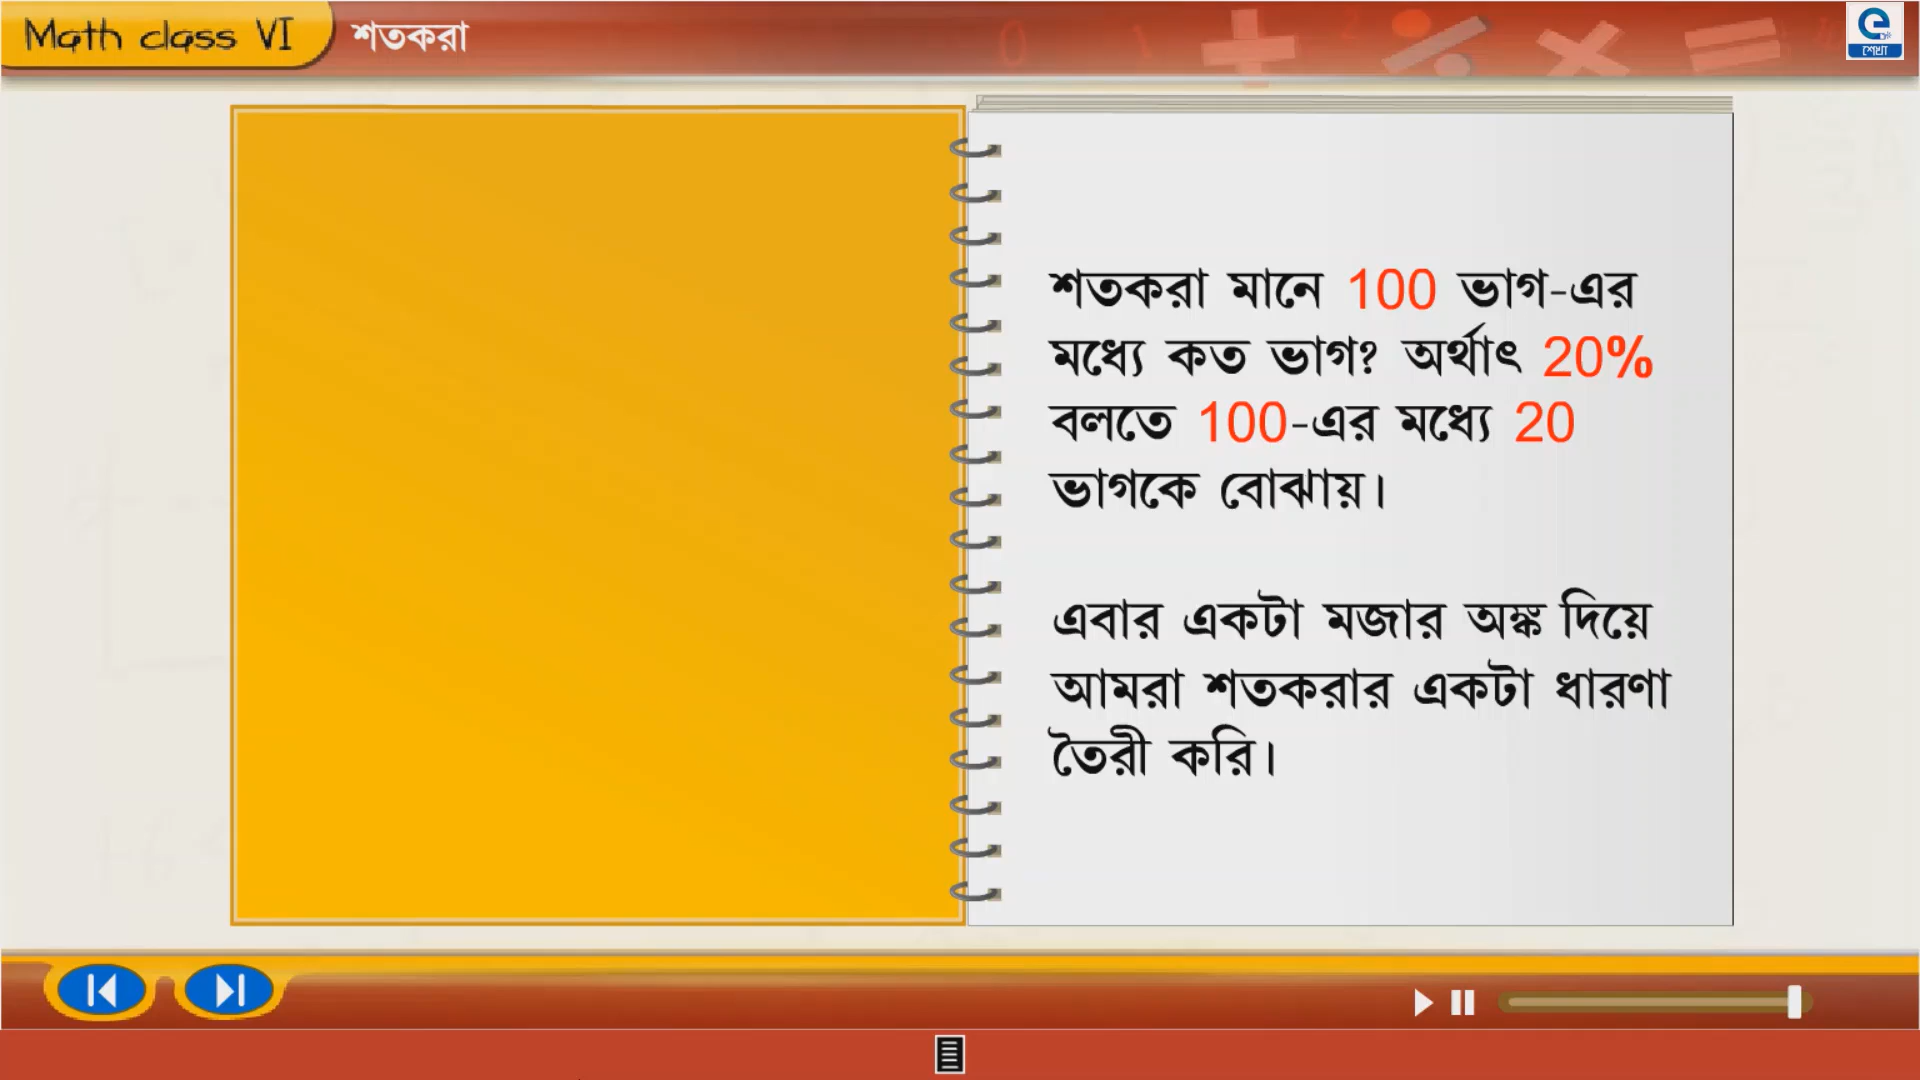 Math class VI
শতকরা
e
শেখা
শতকরা মানে 100 ভাগ-এর
মধ্যে কত ভাগ? অর্থাৎ 20%
বলতে 100-এর মধ্যে 20
ভাগকে বোঝায়।
এবার একটা মজার অঙ্ক দিয়ে
আমরা শতকরার একটা ধারণা
তৈরী করি।